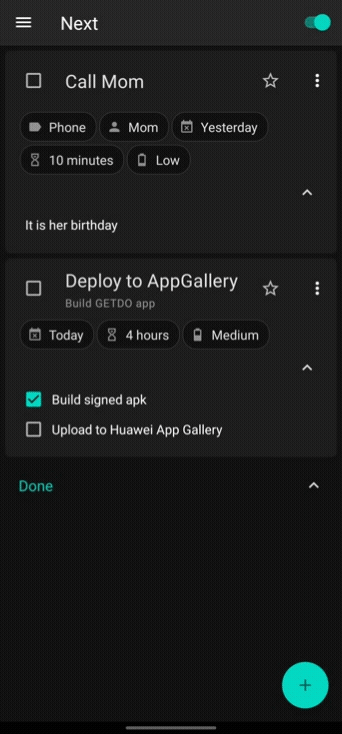 Next
Call Mom
Phone Mom Yesterday
10 minutes Low
It is her birthday
Deploy to AppGallery
Build GETDO app
Today 4 hours Medium
Build signed apk
Upload to Huawei App Gallery
Done